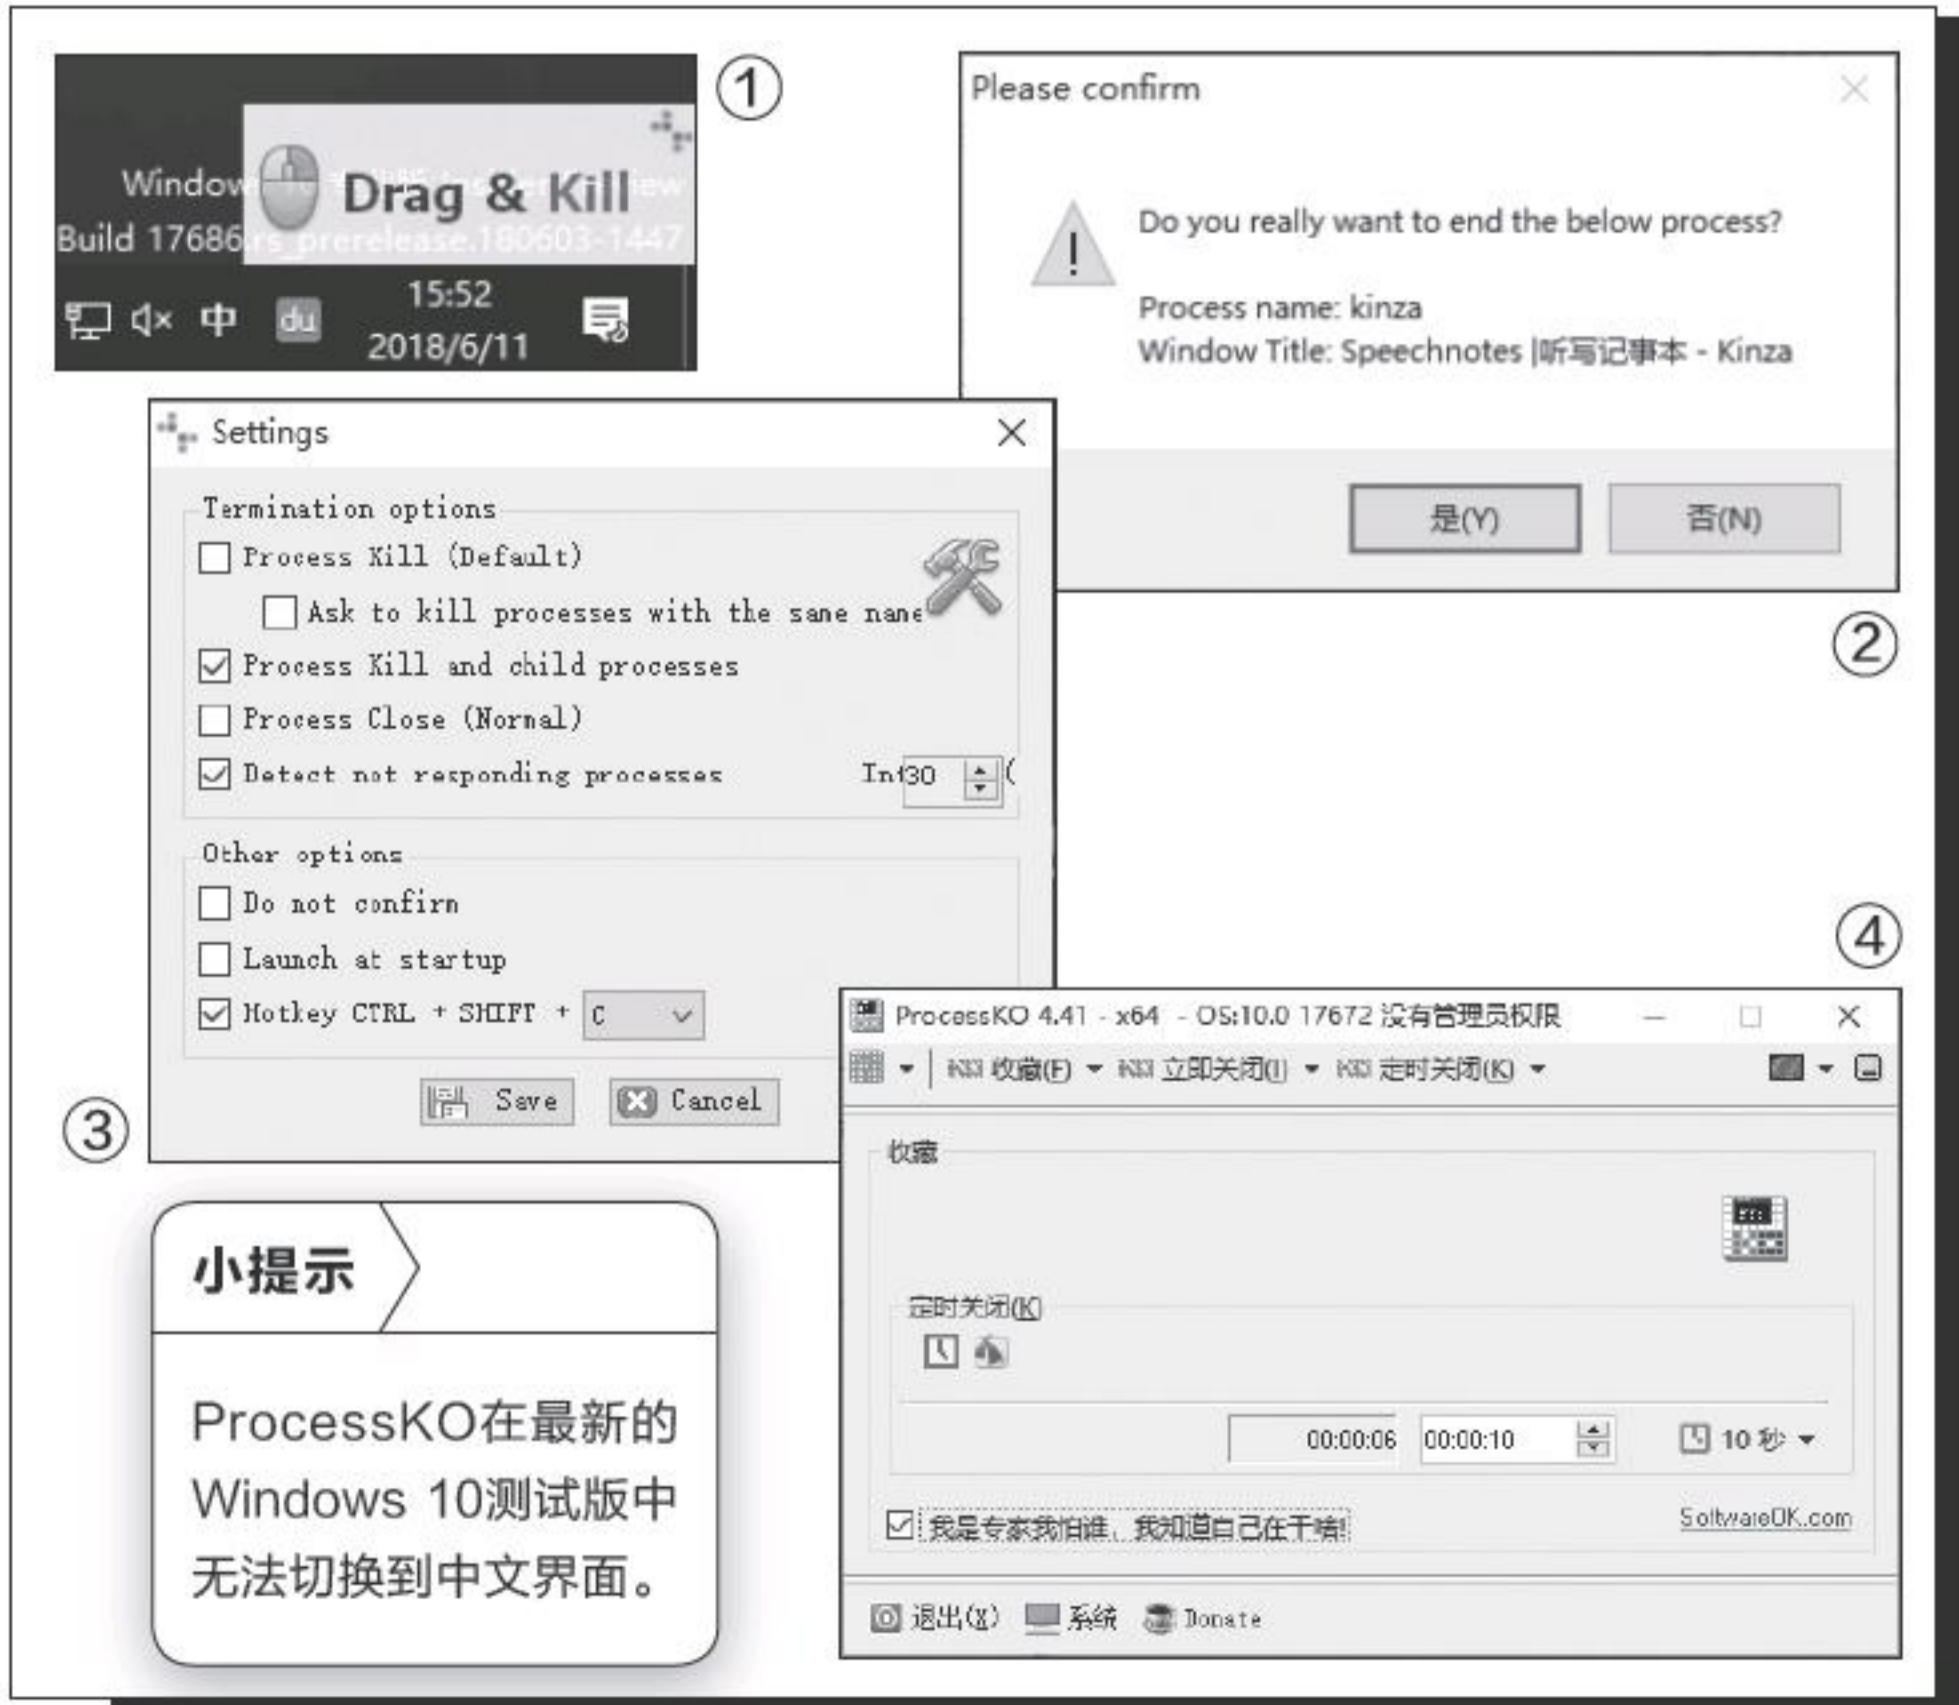 ①
Drag & Kill
Build 17686.rs_prerelease.180603-1447
中 du 15:52
2018/6/11
Please confirm
Do you really want to end the below process?
Process name: kinza
Window Title: Speechnotes |听写记事本 - Kinza
是(Y) 否(N)
②
Settings
Termination options
Process Kill (Default)
Ask to kill processes with the same name
Process Kill and child processes
Process Close (Normal)
Detect not responding processes Int 30 (
Other options
Do not confirm
Launch at startup
Hotkey CTRL + SHIFT + C
Save Cancel
③
④
ProcessKO 4.41 - x64 - OS:10.0 17672 没有管理员权限
收藏(F) 立即关闭(I) 定时关闭(K)
收藏
定时关闭(K)
00:00:06 00:00:10 10 秒
我是专家我怕谁，我知道自己在干啥!
SoftwareOK.com
退出(X) 系统 Donate
小提示
ProcessKO在最新的
Windows 10测试版中
无法切换到中文界面。